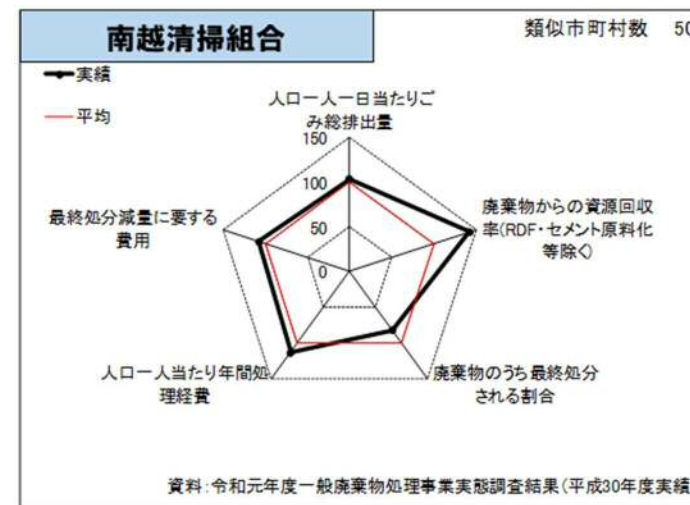 南越清掃組合
類似市町村数 50
実績
平均
人口一人一日当たりご
み総排出量
150
100
50
0
廃棄物からの資源回収
率(RDF・セメント原料化
等除く)
最終処分減量に要する
費用
人口一人当たり年間処
理経費
廃棄物のうち最終処分
される割合
資料:令和元年度一般廃棄物処理事業実態調査結果(平成30年度実績